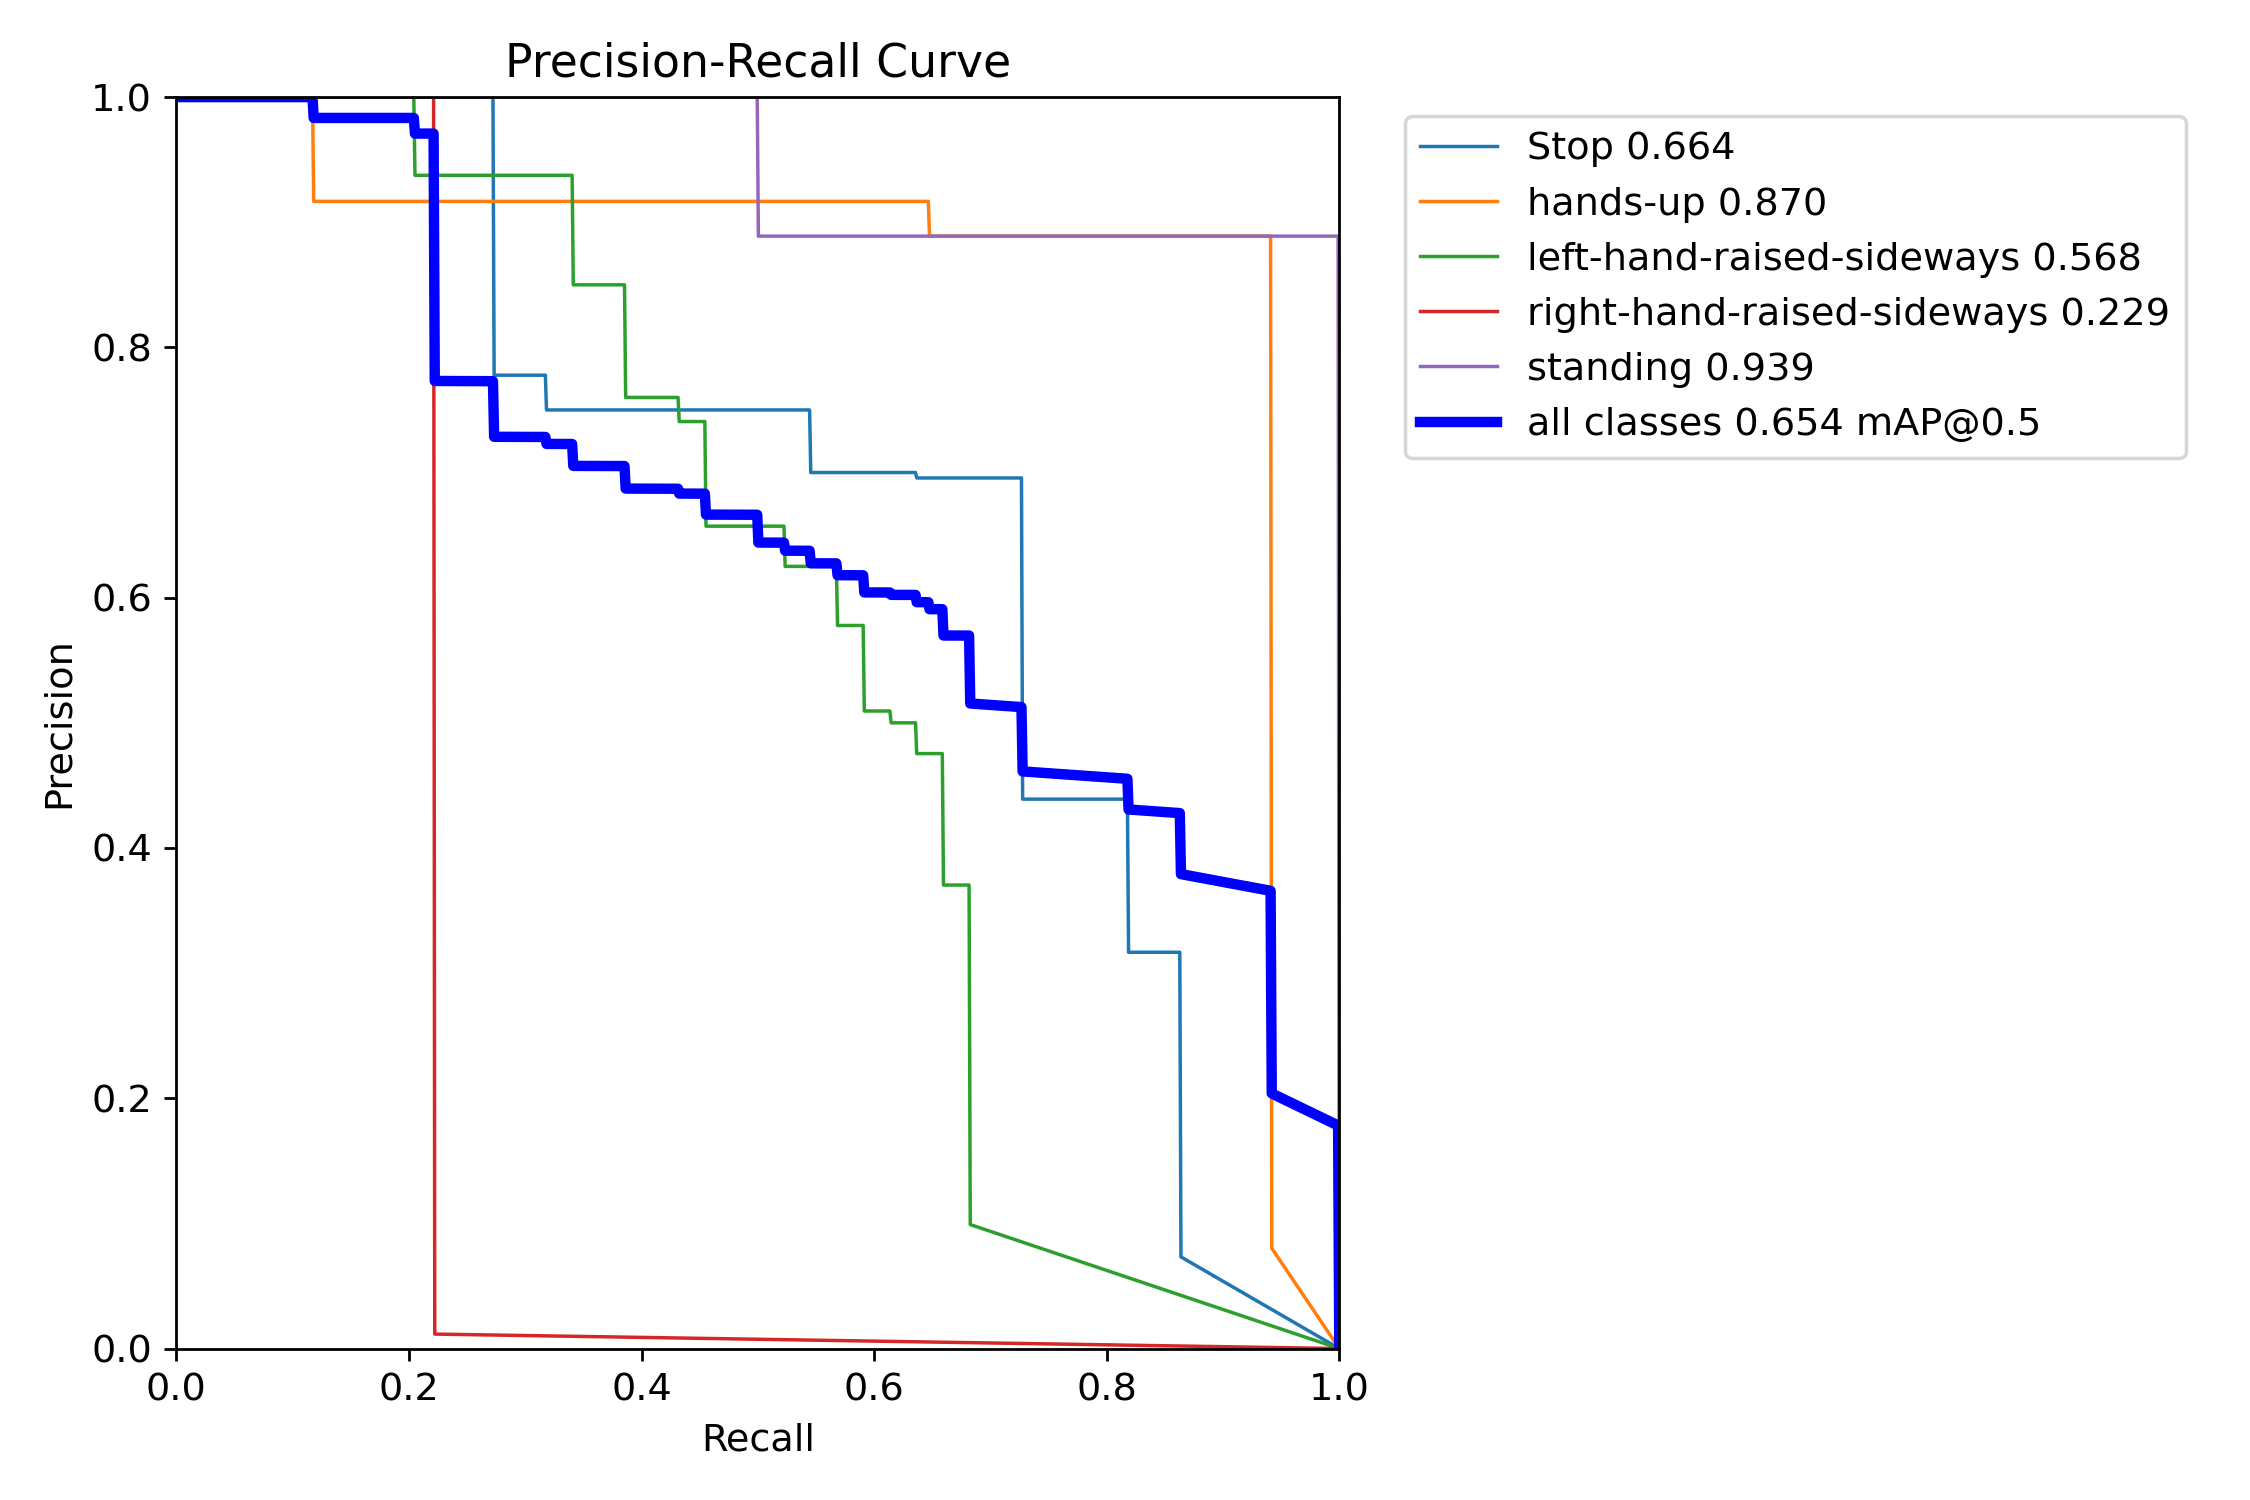 Precision-Recall Curve
1.0
0.8
0.6
0.4
0.2
0.0
Precision
0.0 0.2 0.4 0.6 0.8 1.0
Recall
Stop 0.664
hands-up 0.870
left-hand-raised-sideways 0.568
right-hand-raised-sideways 0.229
standing 0.939
all classes 0.654 mAP@0.5